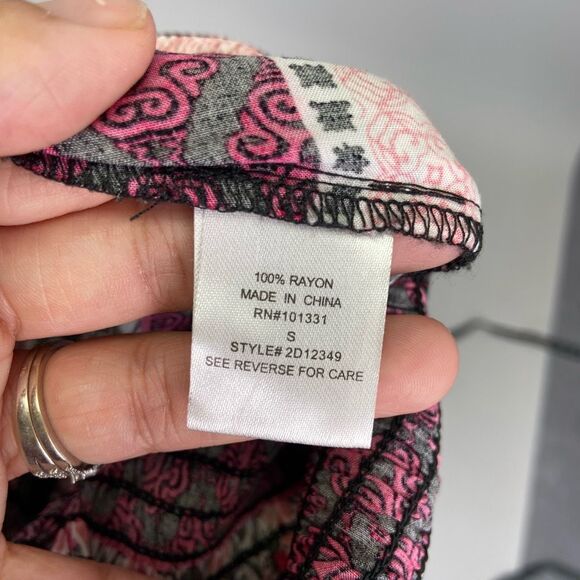 100% RAYON
MADE IN CHINA
RN#101331
S
STYLE# 2D12349
SEE REVERSE FOR CARE